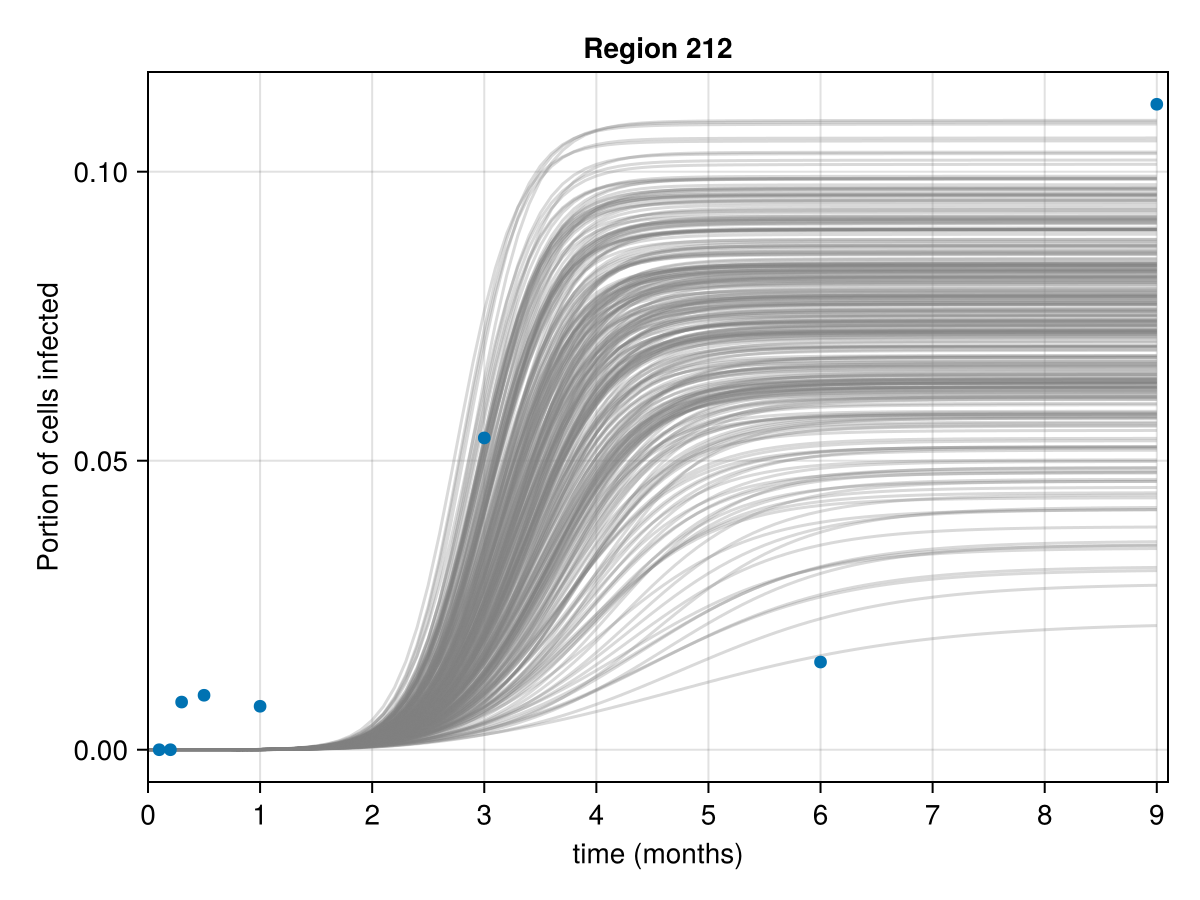 Region 212
Portion of cells infected
0.10
0.05
0.00
0 1 2 3 4 5 6 7 8 9
time (months)